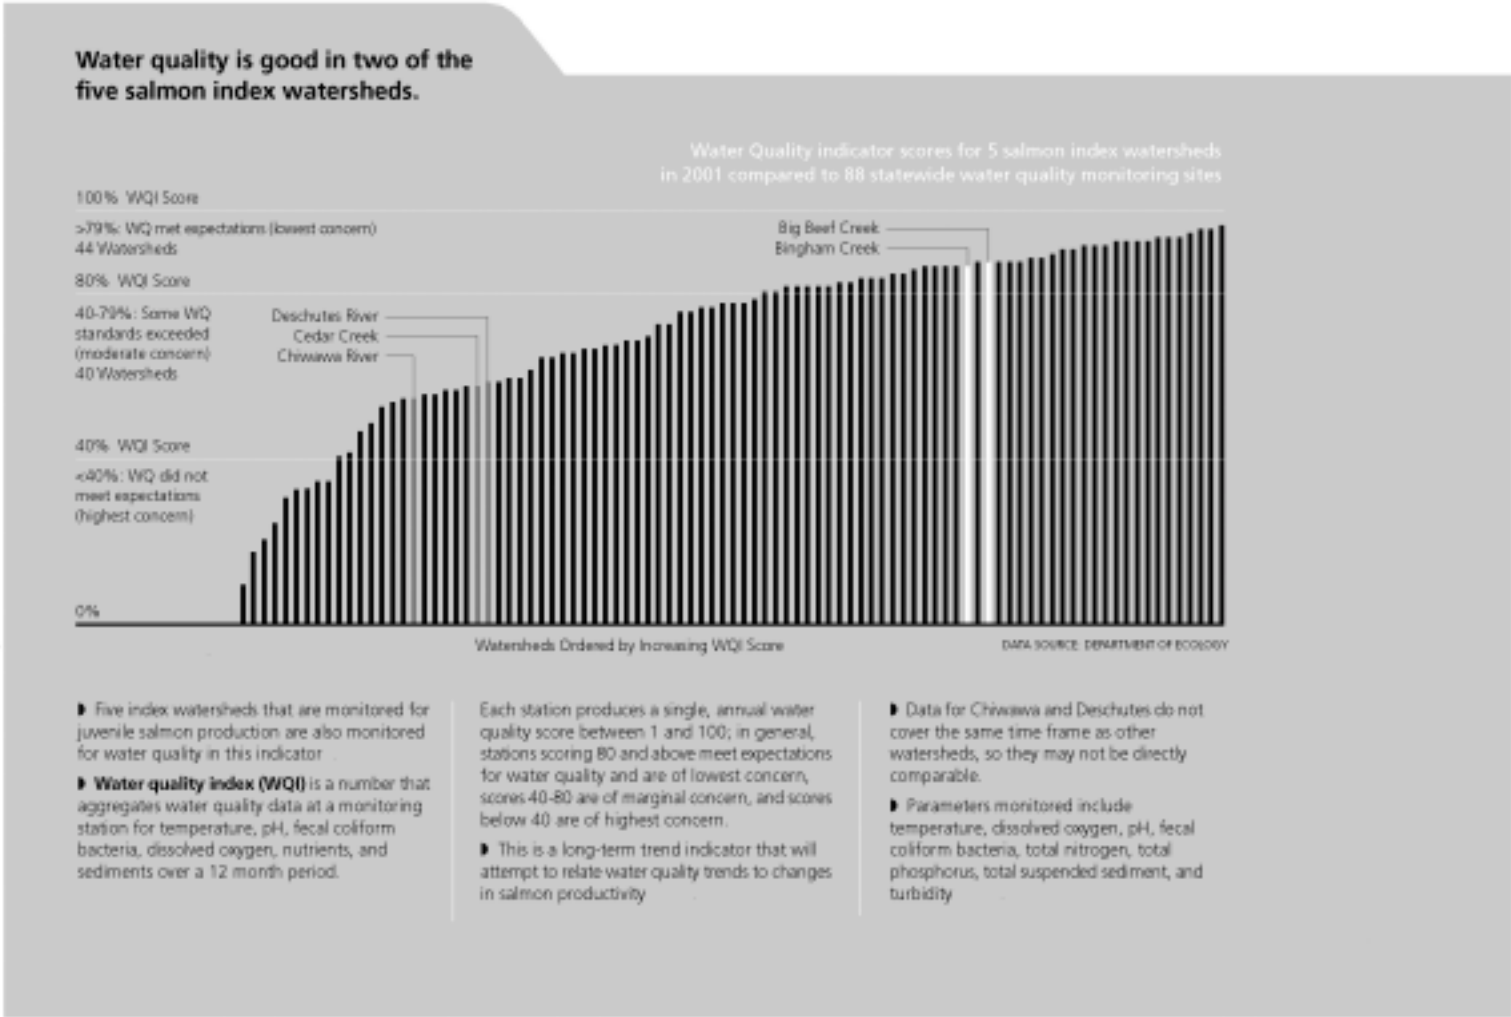 Water quality is good in two of the
five salmon index watersheds.
Water Quality indicator scores for 5 salmon index watersheds
in 2001 compared to 88 statewide water quality monitoring sites
100% WQI Score
>79%: WQ met expectations (lowest concern)
44 Watersheds
80% WQI Score
40-79%: Some WQ
standards exceeded
(moderate concern)
40 Watersheds
Big Beef Creek
Bingham Creek
Deschutes River
Cedar Creek
Chiwawa River
40% WQI Score
<40%: WQ did not
meet expectations
(highest concern)
0%
Watersheds Ordered by Increasing WQI Score
DATA SOURCE: DEPARTMENT OF ECOLOGY
◗ Five index watersheds that are monitored for
juvenile salmon production are also monitored
for water quality in this indicator
◗ Water quality index (WQI) is a number that
aggregates water quality data at a monitoring
station for temperature, pH, fecal coliform
bacteria, dissolved oxygen, nutrients, and
sediments over a 12 month period.
Each station produces a single, annual water
quality score between 1 and 100; in general,
stations scoring 80 and above meet expectations
for water quality and are of lowest concern,
scores 40-80 are of marginal concern, and scores
below 40 are of highest concern.
◗ This is a long-term trend indicator that will
attempt to relate water quality trends to changes
in salmon productivity
◗ Data for Chiwawa and Deschutes do not
cover the same time frame as other
watersheds, so they may not be directly
comparable.
◗ Parameters monitored include
temperature, dissolved oxygen, pH, fecal
coliform bacteria, total nitrogen, total
phosphorus, total suspended sediment, and
turbidity